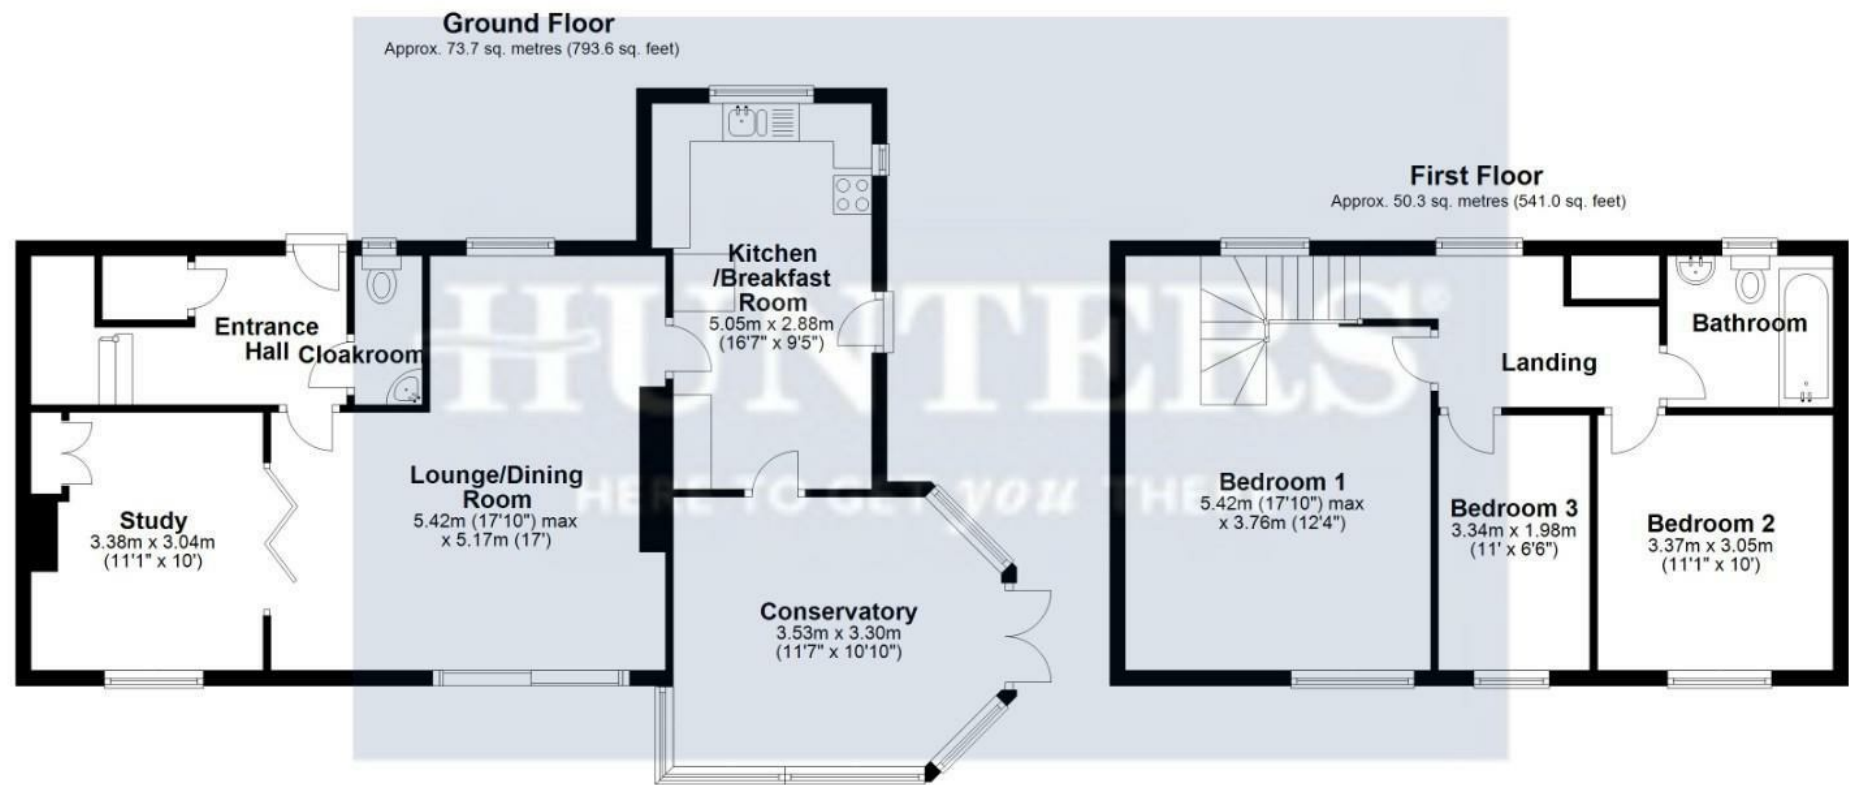 Ground Floor
Approx. 73.7 sq. metres (793.6 sq. feet)
First Floor
Approx. 50.3 sq. metres (541.0 sq. feet)
Kitchen
/Breakfast
Room
5.05m x 2.88m
(16'7" x 9'5")
Entrance
Hall
Cloakroom
Lounge/Dining
Room
5.42m (17'10") max
x 5.17m (17')
Study
3.38m x 3.04m
(11'1" x 10')
Conservatory
3.53m x 3.30m
(11'7" x 10'10")
Bathroom
Landing
Bedroom 1
5.42m (17'10") max
x 3.76m (12'4")
Bedroom 3
3.34m x 1.98m
(11' x 6'6")
Bedroom 2
3.37m x 3.05m
(11'1" x 10')
HUNTERS®
HERE TO GET you THERE